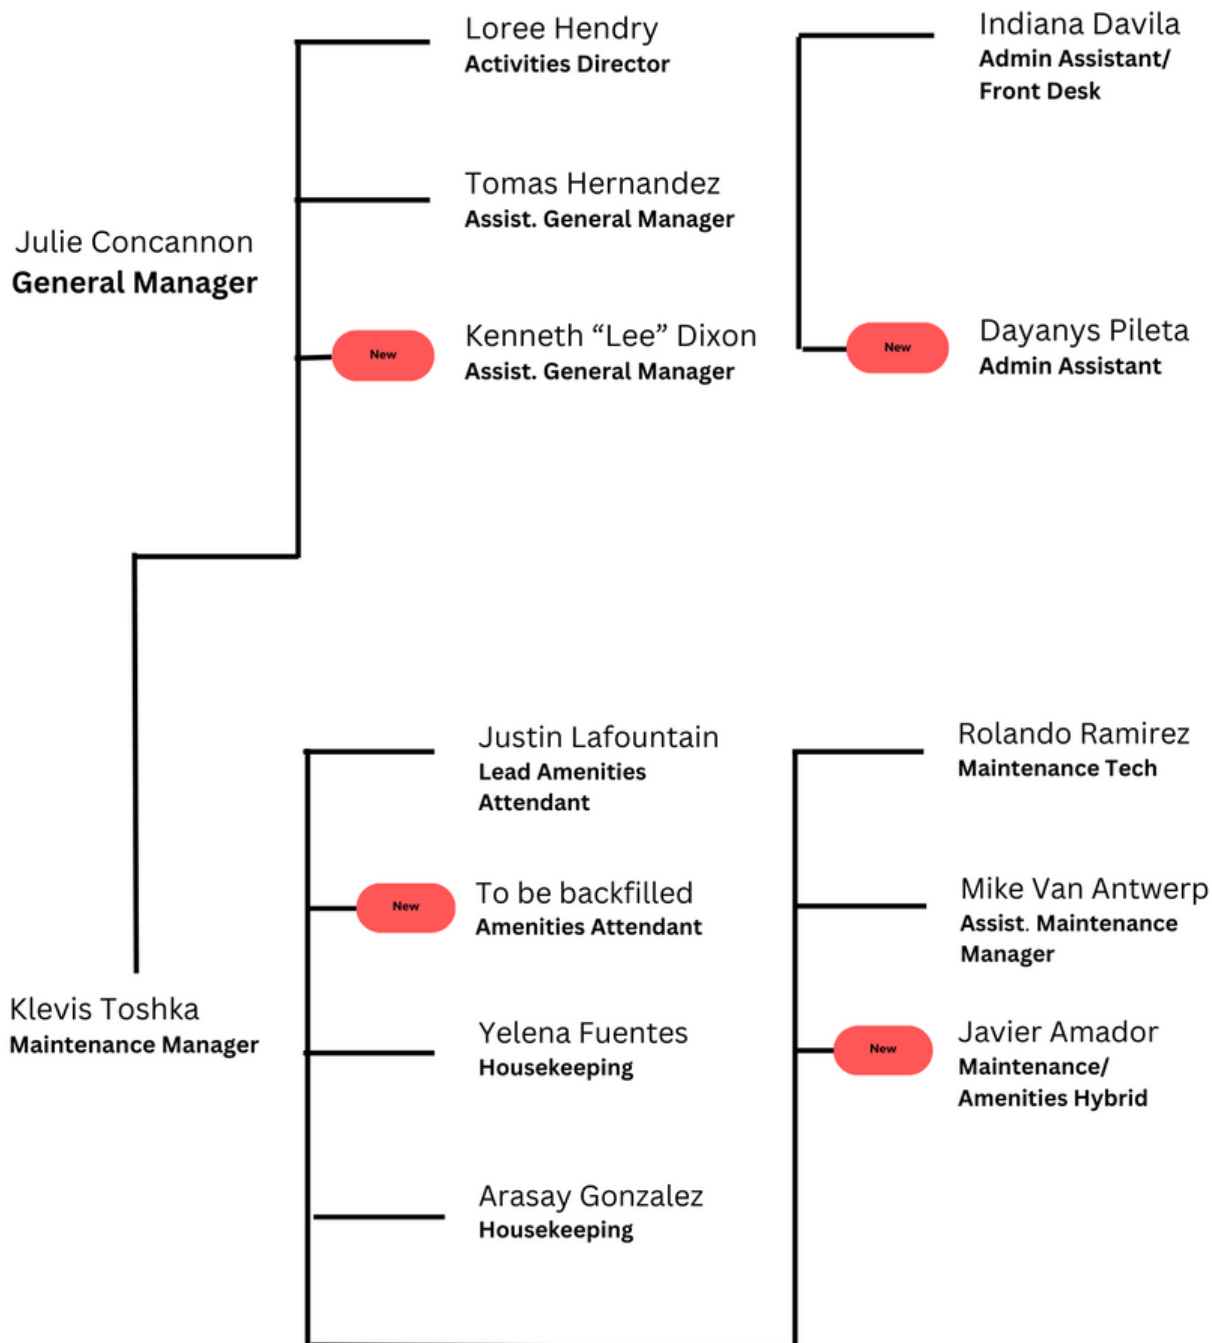 Loree Hendry
Activities Director
Indiana Davila
Admin Assistant/
Front Desk
Tomas Hernandez
Assist. General Manager
Julie Concannon
General Manager
New
Kenneth “Lee” Dixon
Assist. General Manager
New
Dayanys Pileta
Admin Assistant
Justin Lafountain
Lead Amenities
Attendant
Rolando Ramirez
Maintenance Tech
New
To be backfilled
Amenities Attendant
Mike Van Antwerp
Assist. Maintenance
Manager
Klevis Toshka
Maintenance Manager
Yelena Fuentes
Housekeeping
New
Javier Amador
Maintenance/
Amenities Hybrid
Arasay Gonzalez
Housekeeping